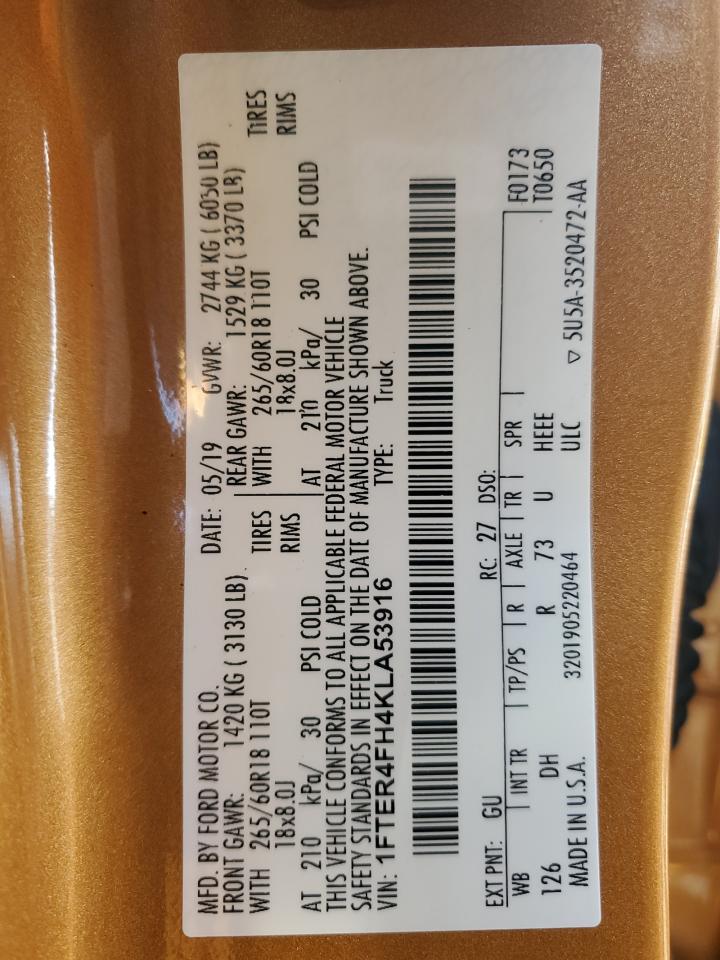 MFD. BY FORD MOTOR CO. DATE: 05/19 GVWR: 2744 KG ( 6050 LB)
FRONT GAWR: 1420 KG ( 3130 LB) REAR GAWR: 1529 KG ( 3370 LB)
WITH 265/60R18 110T TIRES WITH 265/60R18 110T TIRES
18x8.0J RIMS 18x8.0J RIMS
AT 210 kPa/ 30 PSI COLD AT 210 kPa/ 30 PSI COLD
THIS VEHICLE CONFORMS TO ALL APPLICABLE FEDERAL MOTOR VEHICLE
SAFETY STANDARDS IN EFFECT ON THE DATE OF MANUFACTURE SHOWN ABOVE.
VIN: 1FTER4FH4KLA53916 TYPE: Truck
EXT PNT: GU RC: 27 DSO: F0173
WB INT TR TP/PS R AXLE TR SPR T0650
126 DH R 73 U HEEE
MADE IN U.S.A. 3201905220464 ULC ▽ 5U5A-3520472-AA